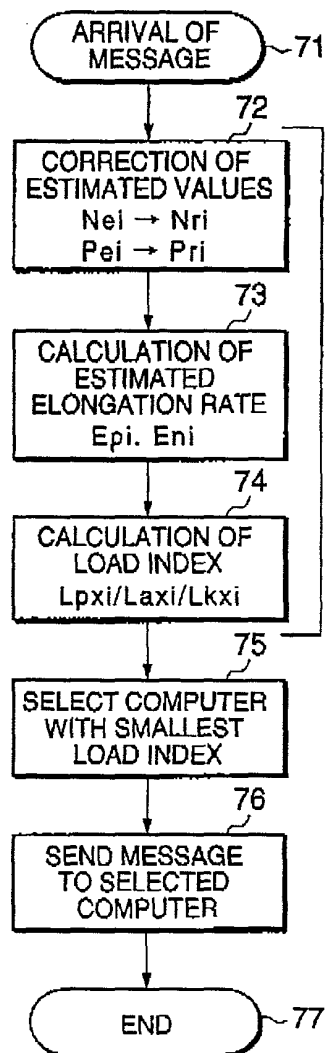 ARRIVAL OF
MESSAGE
71
72
CORRECTION OF
ESTIMATED VALUES
Nei → Nri
Pei → Pri
73
CALCULATION OF
ESTIMATED
ELONGATION RATE
Epi. Eni
74
CALCULATION OF
LOAD INDEX
Lpxi/Laxi/Lkxi
75
SELECT COMPUTER
WITH SMALLEST
LOAD INDEX
76
SEND MESSAGE
TO SELECTED
COMPUTER
END
77